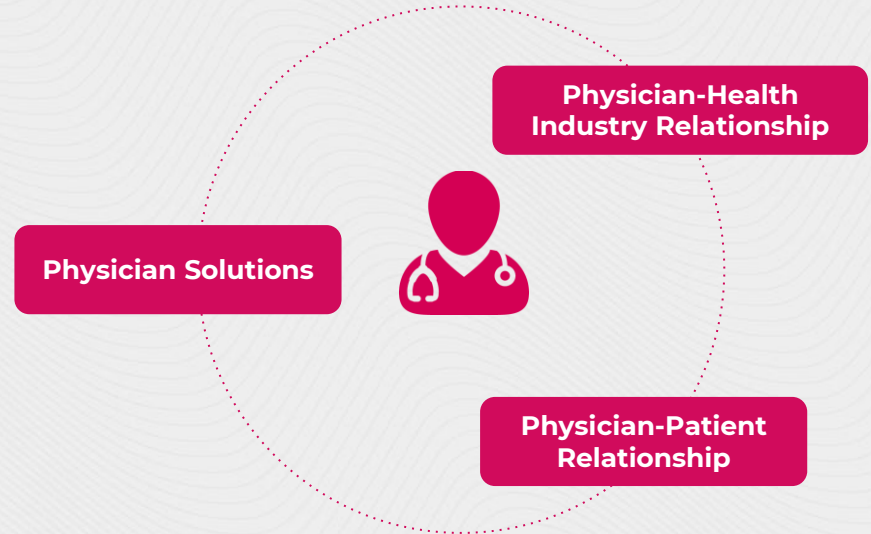 Physician-Health
Industry Relationship
Physician Solutions
Physician-Patient
Relationship